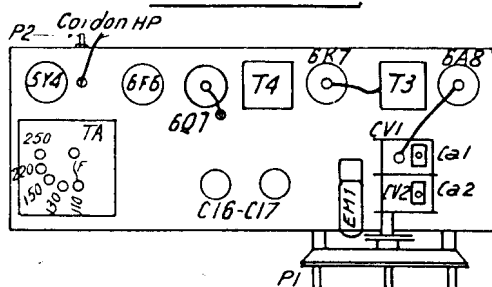 P2
Cordon HP
5Y4
6F6
6Q7
T4
6K7
T3
6A8
TA
250
220
150
130
110
F
CV1
Ca1
CV2
Ca2
C16-C17
EM1
P1